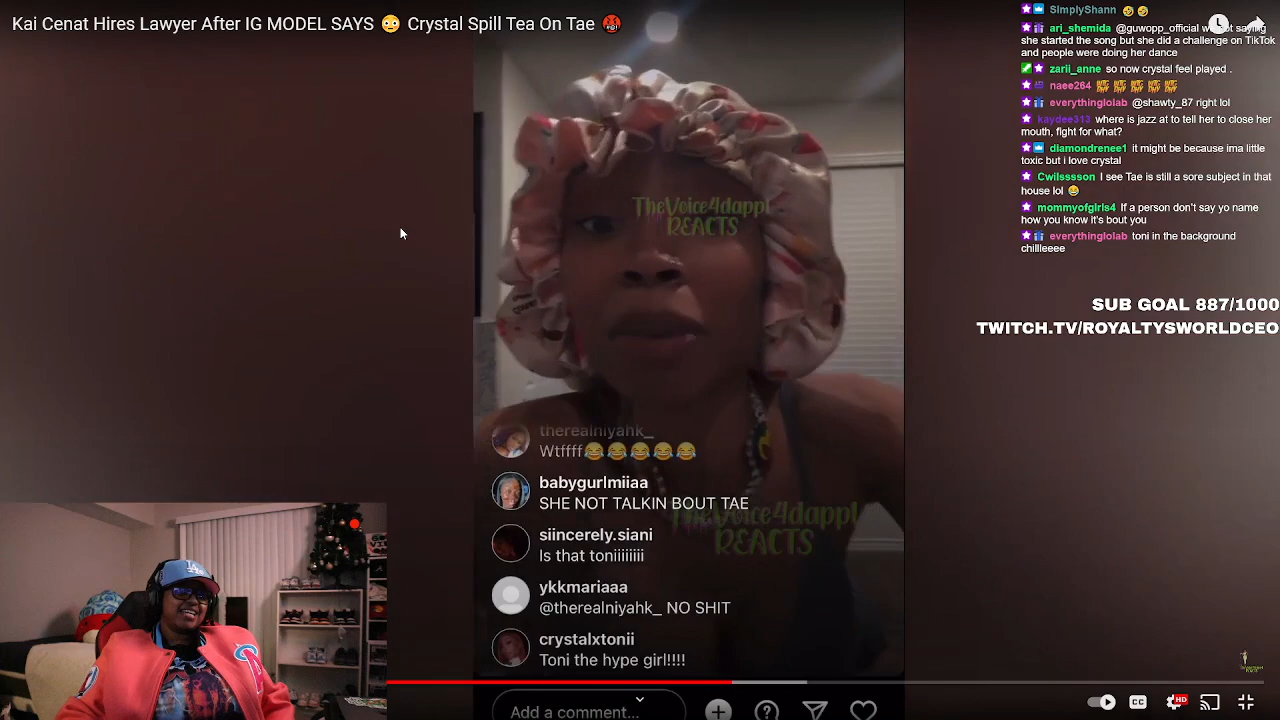 Kai Cenat Hires Lawyer After IG MODEL SAYS 😳 Crystal Spill Tea On Tae 🤬
SimplyShann 🤣 🤣
ari_shemida @guwopp_official saying
she started the song but she did a challenge on TikTok
and people were doing her dance
zarii_anne so now crystal feel played .
naee264
everythinglolab @shawty_87 right lol
kaydee313 where is jazz at to tell her to close her
mouth, fight for what?
diamondrenee1 it might be because ima little
toxic but i love crystal
Cwilsssson I see Tae is still a sore subject in that
house lol 😂
mommyofgirls4 If a person don't say yo name
how you know it's bout you
everythinglolab toni in the background
chillleeee
SUB GOAL 887/1000
TWITCH.TV/ROYALTYSWORLDCEO
TheVoice4dappl
REACTS
therealniyahk_
Wtffff😂😂😂😂😂
babygurlmiiaa
SHE NOT TALKIN BOUT TAE
TheVoice4dappl
REACTS
siincerely.siani
Is that toniiiiiiii
ykkmariaaa
@therealniyahk_ NO SHIT
crystalxtonii
Toni the hype girl!!!!
Add a comment...
CC
HD
LA